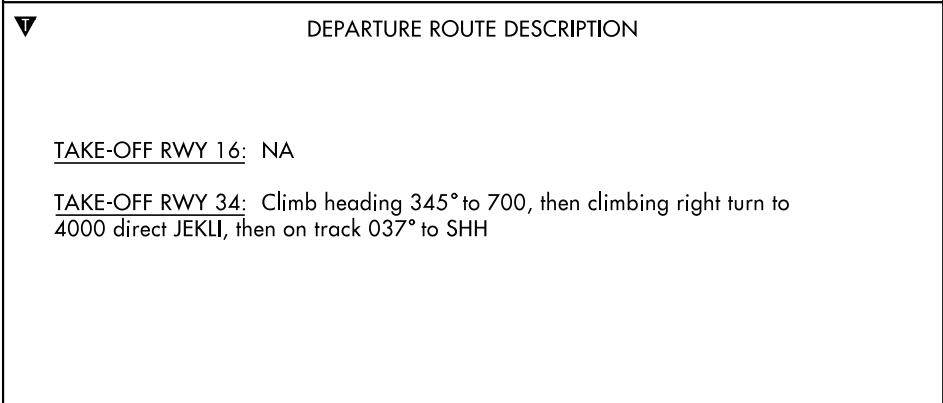 T
DEPARTURE ROUTE DESCRIPTION
TAKE-OFF RWY 16: NA
TAKE-OFF RWY 34: Climb heading 345° to 700, then climbing right turn to
4000 direct JEKLI, then on track 037° to SHH